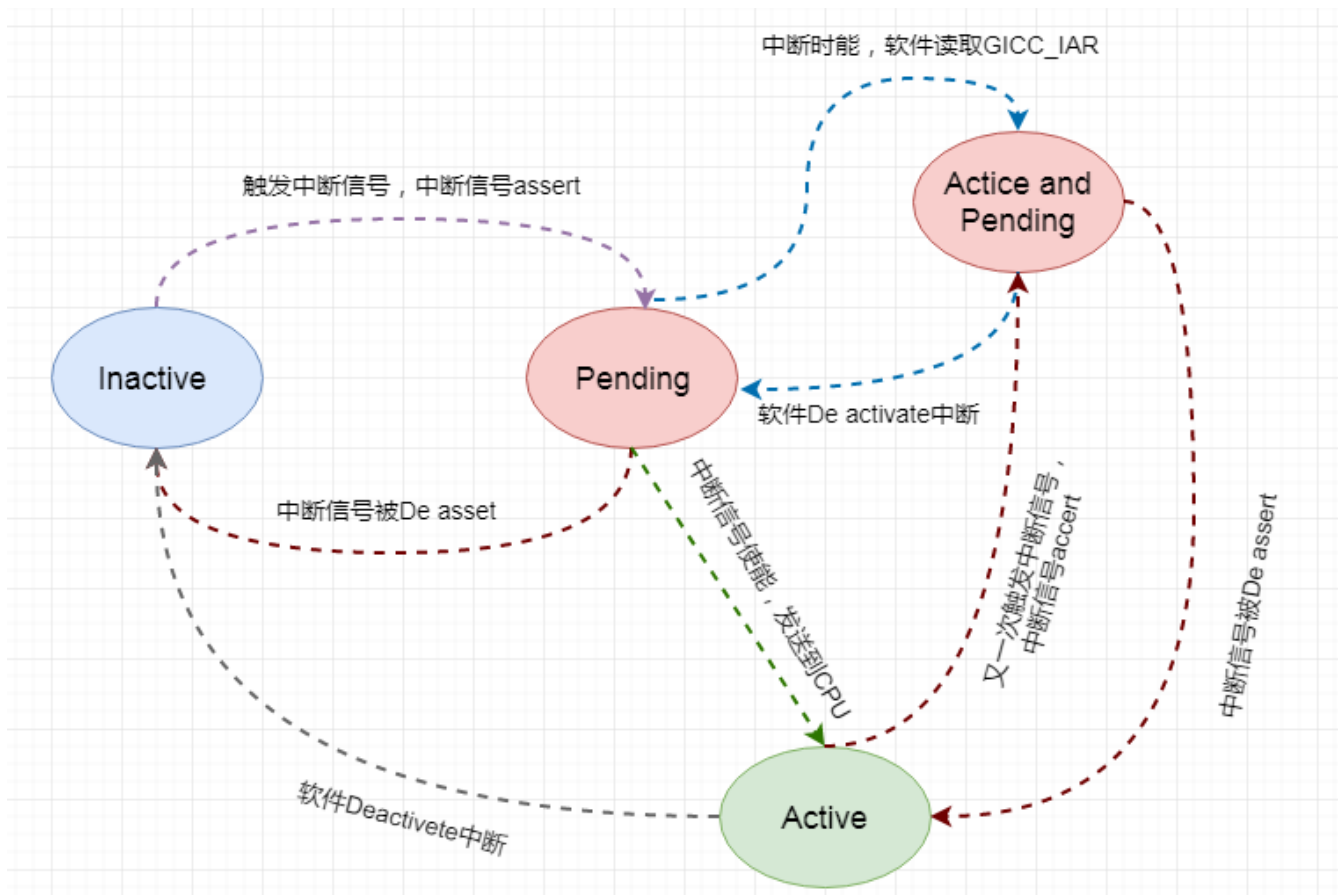 中断时能，软件读取GICC_IAR
触发中断信号，中断信号assert
Actice and
Pending
Inactive
Pending
软件De activate中断
中断信号被De asset
中断信号使能，发送到CPU
又一次触发中断信号，
中断信号accert
中断信号被De assert
软件Deactivete中断
Active